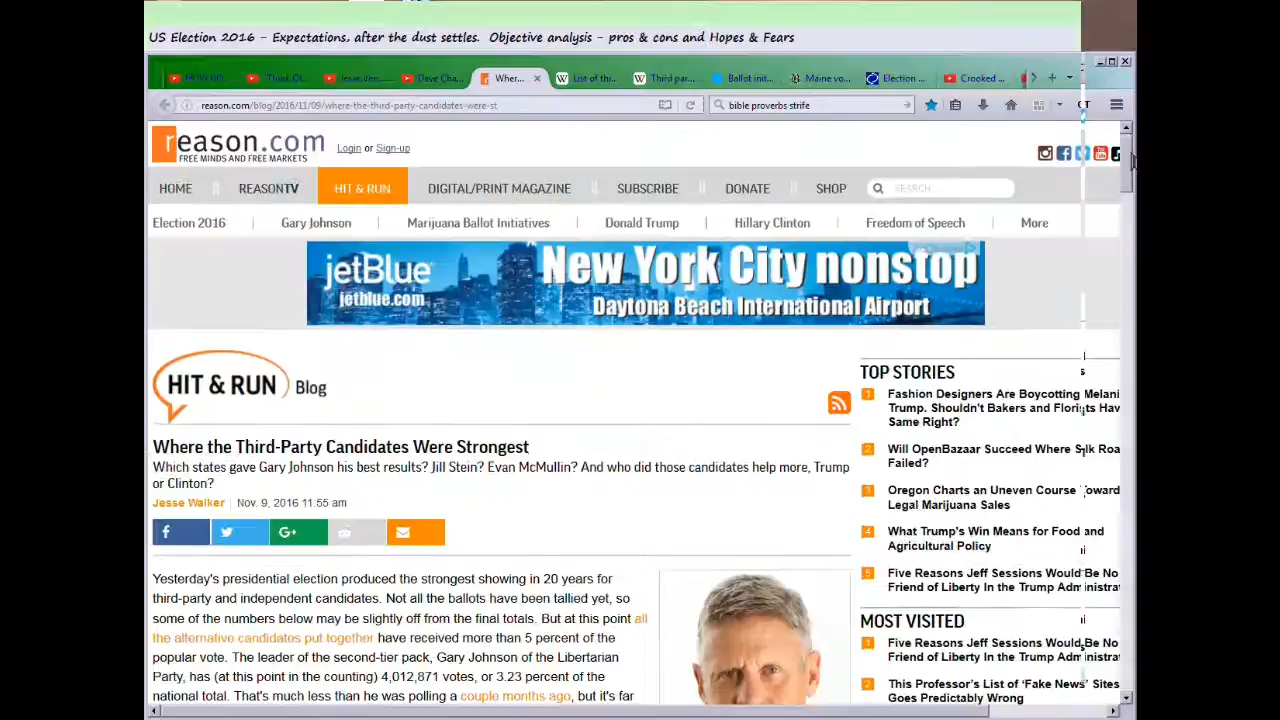 US Election 2016 - Expectations, after the dust settles. Objective analysis - pros & cons and Hopes & Fears
Think Ol...
Jesse Ven...
Dave Cha...
Wher...
List of thr...
Third par...
Ballot init...
Maine vo...
Election ...
Crooked ...
reason.com/blog/2016/11/09/where-the-third-party-candidates-were-st
bible proverbs strife
reason.com
FREE MINDS AND FREE MARKETS
Login or Sign-up
HOME
REASONTV
HIT & RUN
DIGITAL/PRINT MAGAZINE
SUBSCRIBE
DONATE
SHOP
SEARCH
Election 2016
Gary Johnson
Marijuana Ballot Initiatives
Donald Trump
Hillary Clinton
Freedom of Speech
More
jetBlue
jetblue.com
New York City nonstop
Daytona Beach International Airport
HIT & RUN Blog
Where the Third-Party Candidates Were Strongest
Which states gave Gary Johnson his best results? Jill Stein? Evan McMullin? And who did those candidates help more, Trump
or Clinton?
Jesse Walker | Nov. 9, 2016 11:55 am
Yesterday's presidential election produced the strongest showing in 20 years for
third-party and independent candidates. Not all the ballots have been tallied yet, so
some of the numbers below may be slightly off from the final totals. But at this point all
the alternative candidates put together have received more than 5 percent of the
popular vote. The leader of the second-tier pack, Gary Johnson of the Libertarian
Party, has (at this point in the counting) 4,012,871 votes, or 3.23 percent of the
national total. That's much less than he was polling a couple months ago, but it's far
TOP STORIES
1 Fashion Designers Are Boycotting Melani
Trump. Shouldn't Bakers and Florists Hav
Same Right?
2 Will OpenBazaar Succeed Where Silk Roa
Failed?
3 Oregon Charts an Uneven Course Toward
Legal Marijuana Sales
4 What Trump's Win Means for Food and
Agricultural Policy
5 Five Reasons Jeff Sessions Would Be No
Friend of Liberty In the Trump Administrat
MOST VISITED
1 Five Reasons Jeff Sessions Would Be No
Friend of Liberty In the Trump Administrat
2 This Professor's List of 'Fake News' Sites
Goes Predictably Wrong